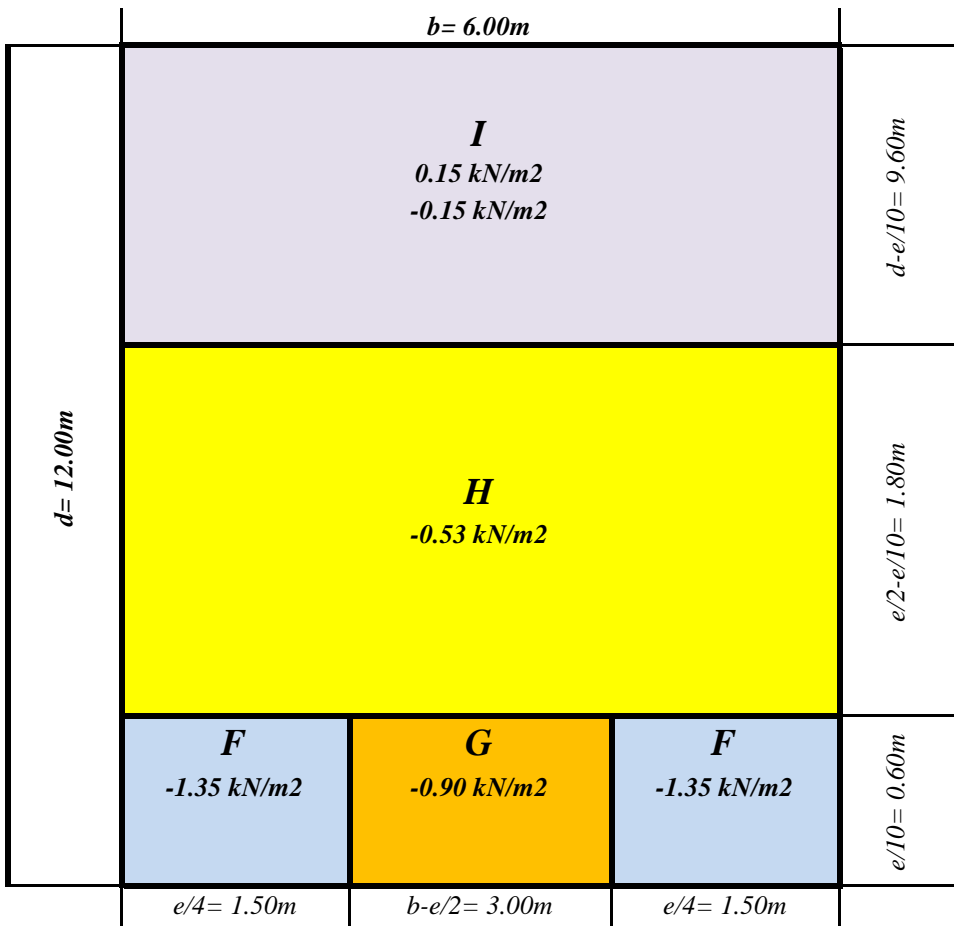 b= 6.00m
I
0.15 kN/m2
-0.15 kN/m2
d-e/10= 9.60m
d= 12.00m
H
-0.53 kN/m2
e/2-e/10= 1.80m
F
-1.35 kN/m2
G
-0.90 kN/m2
F
-1.35 kN/m2
e/10= 0.60m
e/4= 1.50m
b-e/2= 3.00m
e/4= 1.50m